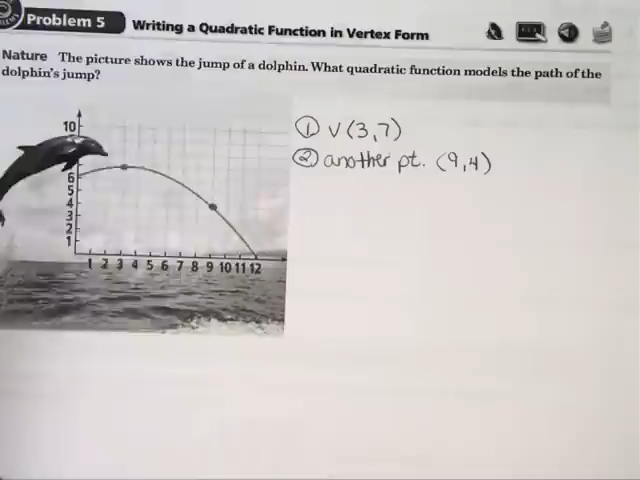 Problem 5 Writing a Quadratic Function in Vertex Form
Nature The picture shows the jump of a dolphin. What quadratic function models the path of the
dolphin's jump?
① V(3,7)
② another pt. (9,4)
10
6
5
4
3
2
1
1 2 3 4 5 6 7 8 9 10 11 12